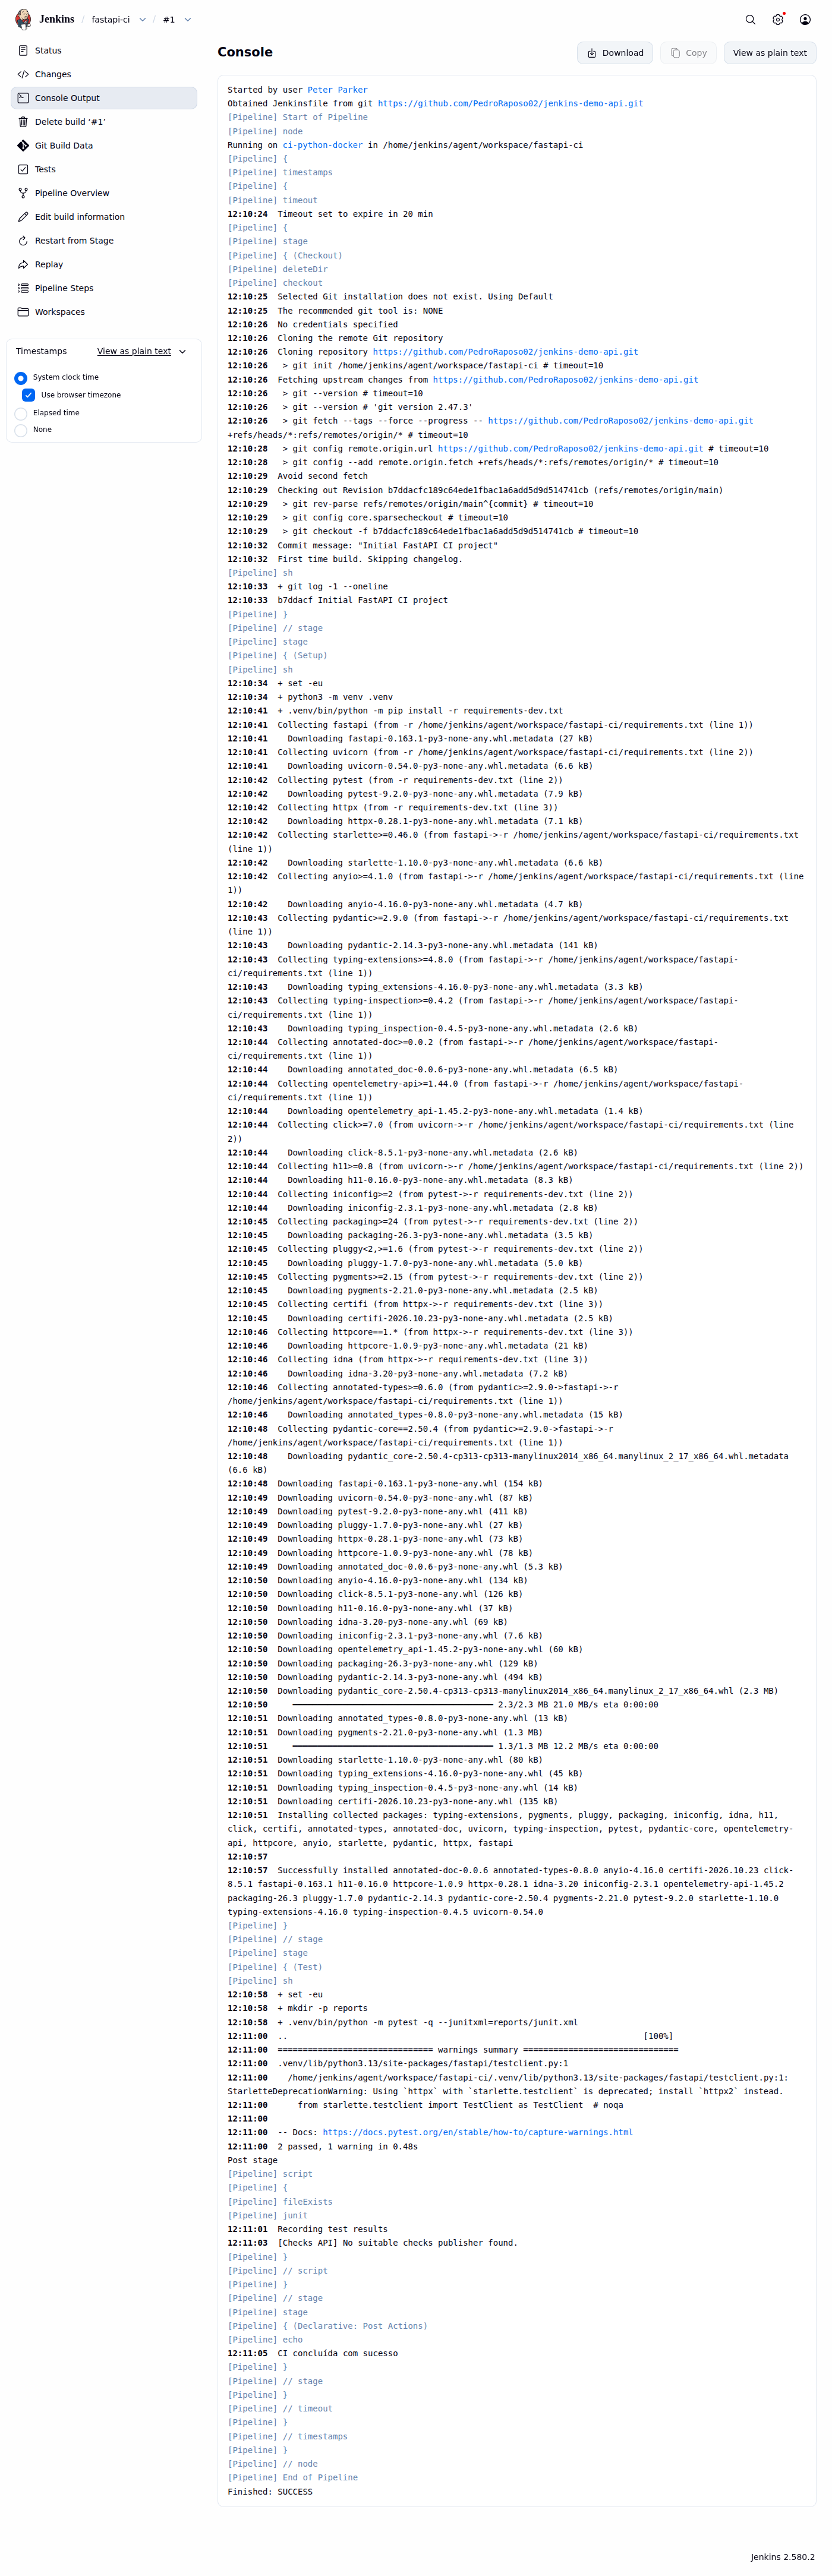 Jenkins / fastapi-ci / #1
Status
Changes
Console Output
Delete build ‘#1’
Git Build Data
Tests
Pipeline Overview
Edit build information
Restart from Stage
Replay
Pipeline Steps
Workspaces
Timestamps View as plain text
System clock time
Use browser timezone
Elapsed time
None
Console
Download Copy View as plain text
Started by user Peter Parker
Obtained Jenkinsfile from git https://github.com/PedroRaposo02/jenkins-demo-api.git
[Pipeline] Start of Pipeline
[Pipeline] node
Running on ci-python-docker in /home/jenkins/agent/workspace/fastapi-ci
[Pipeline] {
[Pipeline] timestamps
[Pipeline] {
[Pipeline] timeout
12:10:24 Timeout set to expire in 20 min
[Pipeline] {
[Pipeline] stage
[Pipeline] { (Checkout)
[Pipeline] deleteDir
[Pipeline] checkout
12:10:25 Selected Git installation does not exist. Using Default
12:10:25 The recommended git tool is: NONE
12:10:26 No credentials specified
12:10:26 Cloning the remote Git repository
12:10:26 Cloning repository https://github.com/PedroRaposo02/jenkins-demo-api.git
12:10:26 > git init /home/jenkins/agent/workspace/fastapi-ci # timeout=10
12:10:26 Fetching upstream changes from https://github.com/PedroRaposo02/jenkins-demo-api.git
12:10:26 > git --version # timeout=10
12:10:26 > git --version # 'git version 2.47.3'
12:10:26 > git fetch --tags --force --progress -- https://github.com/PedroRaposo02/jenkins-demo-api.git
+refs/heads/*:refs/remotes/origin/* # timeout=10
12:10:28 > git config remote.origin.url https://github.com/PedroRaposo02/jenkins-demo-api.git # timeout=10
12:10:28 > git config --add remote.origin.fetch +refs/heads/*:refs/remotes/origin/* # timeout=10
12:10:29 Avoid second fetch
12:10:29 Checking out Revision b7ddacfc189c64ede1fbac1a6add5d9d514741cb (refs/remotes/origin/main)
12:10:29 > git rev-parse refs/remotes/origin/main^{commit} # timeout=10
12:10:29 > git config core.sparsecheckout # timeout=10
12:10:29 > git checkout -f b7ddacfc189c64ede1fbac1a6add5d9d514741cb # timeout=10
12:10:32 Commit message: "Initial FastAPI CI project"
12:10:32 First time build. Skipping changelog.
[Pipeline] sh
12:10:33 + git log -1 --oneline
12:10:33 b7ddacf Initial FastAPI CI project
[Pipeline] }
[Pipeline] // stage
[Pipeline] stage
[Pipeline] { (Setup)
[Pipeline] sh
12:10:34 + set -eu
12:10:34 + python3 -m venv .venv
12:10:41 + .venv/bin/python -m pip install -r requirements-dev.txt
12:10:41 Collecting fastapi (from -r /home/jenkins/agent/workspace/fastapi-ci/requirements.txt (line 1))
12:10:41 Downloading fastapi-0.163.1-py3-none-any.whl.metadata (27 kB)
12:10:41 Collecting uvicorn (from -r /home/jenkins/agent/workspace/fastapi-ci/requirements.txt (line 2))
12:10:41 Downloading uvicorn-0.54.0-py3-none-any.whl.metadata (6.6 kB)
12:10:42 Collecting pytest (from -r requirements-dev.txt (line 2))
12:10:42 Downloading pytest-9.2.0-py3-none-any.whl.metadata (7.9 kB)
12:10:42 Collecting httpx (from -r requirements-dev.txt (line 3))
12:10:42 Downloading httpx-0.28.1-py3-none-any.whl.metadata (7.1 kB)
12:10:42 Collecting starlette>=0.46.0 (from fastapi->-r /home/jenkins/agent/workspace/fastapi-ci/requirements.txt
(line 1))
12:10:42 Downloading starlette-1.10.0-py3-none-any.whl.metadata (6.6 kB)
12:10:42 Collecting anyio>=4.1.0 (from fastapi->-r /home/jenkins/agent/workspace/fastapi-ci/requirements.txt (line
1))
12:10:42 Downloading anyio-4.16.0-py3-none-any.whl.metadata (4.7 kB)
12:10:43 Collecting pydantic>=2.9.0 (from fastapi->-r /home/jenkins/agent/workspace/fastapi-ci/requirements.txt
(line 1))
12:10:43 Downloading pydantic-2.14.3-py3-none-any.whl.metadata (141 kB)
12:10:43 Collecting typing-extensions>=4.8.0 (from fastapi->-r /home/jenkins/agent/workspace/fastapi-
ci/requirements.txt (line 1))
12:10:43 Downloading typing_extensions-4.16.0-py3-none-any.whl.metadata (3.3 kB)
12:10:43 Collecting typing-inspection>=0.4.2 (from fastapi->-r /home/jenkins/agent/workspace/fastapi-
ci/requirements.txt (line 1))
12:10:43 Downloading typing_inspection-0.4.5-py3-none-any.whl.metadata (2.6 kB)
12:10:44 Collecting annotated-doc>=0.0.2 (from fastapi->-r /home/jenkins/agent/workspace/fastapi-
ci/requirements.txt (line 1))
12:10:44 Downloading annotated_doc-0.0.6-py3-none-any.whl.metadata (6.5 kB)
12:10:44 Collecting opentelemetry-api>=1.44.0 (from fastapi->-r /home/jenkins/agent/workspace/fastapi-
ci/requirements.txt (line 1))
12:10:44 Downloading opentelemetry_api-1.45.2-py3-none-any.whl.metadata (1.4 kB)
12:10:44 Collecting click>=7.0 (from uvicorn->-r /home/jenkins/agent/workspace/fastapi-ci/requirements.txt (line
2))
12:10:44 Downloading click-8.5.1-py3-none-any.whl.metadata (2.6 kB)
12:10:44 Collecting h11>=0.8 (from uvicorn->-r /home/jenkins/agent/workspace/fastapi-ci/requirements.txt (line 2))
12:10:44 Downloading h11-0.16.0-py3-none-any.whl.metadata (8.3 kB)
12:10:44 Collecting iniconfig>=2 (from pytest->-r requirements-dev.txt (line 2))
12:10:44 Downloading iniconfig-2.3.1-py3-none-any.whl.metadata (2.8 kB)
12:10:45 Collecting packaging>=24 (from pytest->-r requirements-dev.txt (line 2))
12:10:45 Downloading packaging-26.3-py3-none-any.whl.metadata (3.5 kB)
12:10:45 Collecting pluggy<2,>=1.6 (from pytest->-r requirements-dev.txt (line 2))
12:10:45 Downloading pluggy-1.7.0-py3-none-any.whl.metadata (5.0 kB)
12:10:45 Collecting pygments>=2.15 (from pytest->-r requirements-dev.txt (line 2))
12:10:45 Downloading pygments-2.21.0-py3-none-any.whl.metadata (2.5 kB)
12:10:45 Collecting certifi (from httpx->-r requirements-dev.txt (line 3))
12:10:45 Downloading certifi-2026.10.23-py3-none-any.whl.metadata (2.5 kB)
12:10:46 Collecting httpcore==1.* (from httpx->-r requirements-dev.txt (line 3))
12:10:46 Downloading httpcore-1.0.9-py3-none-any.whl.metadata (21 kB)
12:10:46 Collecting idna (from httpx->-r requirements-dev.txt (line 3))
12:10:46 Downloading idna-3.20-py3-none-any.whl.metadata (7.2 kB)
12:10:46 Collecting annotated-types>=0.6.0 (from pydantic>=2.9.0->fastapi->-r
/home/jenkins/agent/workspace/fastapi-ci/requirements.txt (line 1))
12:10:46 Downloading annotated_types-0.8.0-py3-none-any.whl.metadata (15 kB)
12:10:48 Collecting pydantic-core==2.50.4 (from pydantic>=2.9.0->fastapi->-r
/home/jenkins/agent/workspace/fastapi-ci/requirements.txt (line 1))
12:10:48 Downloading pydantic_core-2.50.4-cp313-cp313-manylinux2014_x86_64.manylinux_2_17_x86_64.whl.metadata
(6.6 kB)
12:10:48 Downloading fastapi-0.163.1-py3-none-any.whl (154 kB)
12:10:49 Downloading uvicorn-0.54.0-py3-none-any.whl (87 kB)
12:10:49 Downloading pytest-9.2.0-py3-none-any.whl (411 kB)
12:10:49 Downloading pluggy-1.7.0-py3-none-any.whl (27 kB)
12:10:49 Downloading httpx-0.28.1-py3-none-any.whl (73 kB)
12:10:49 Downloading httpcore-1.0.9-py3-none-any.whl (78 kB)
12:10:49 Downloading annotated_doc-0.0.6-py3-none-any.whl (5.3 kB)
12:10:50 Downloading anyio-4.16.0-py3-none-any.whl (134 kB)
12:10:50 Downloading click-8.5.1-py3-none-any.whl (126 kB)
12:10:50 Downloading h11-0.16.0-py3-none-any.whl (37 kB)
12:10:50 Downloading idna-3.20-py3-none-any.whl (69 kB)
12:10:50 Downloading iniconfig-2.3.1-py3-none-any.whl (7.6 kB)
12:10:50 Downloading opentelemetry_api-1.45.2-py3-none-any.whl (60 kB)
12:10:50 Downloading packaging-26.3-py3-none-any.whl (129 kB)
12:10:50 Downloading pydantic-2.14.3-py3-none-any.whl (494 kB)
12:10:50 Downloading pydantic_core-2.50.4-cp313-cp313-manylinux2014_x86_64.manylinux_2_17_x86_64.whl (2.3 MB)
12:10:50 ━━━━━━━━━━━━━━━━━━━━━━━━━━━━━━━━━━━━━━━━ 2.3/2.3 MB 21.0 MB/s eta 0:00:00
12:10:51 Downloading annotated_types-0.8.0-py3-none-any.whl (13 kB)
12:10:51 Downloading pygments-2.21.0-py3-none-any.whl (1.3 MB)
12:10:51 ━━━━━━━━━━━━━━━━━━━━━━━━━━━━━━━━━━━━━━━━ 1.3/1.3 MB 12.2 MB/s eta 0:00:00
12:10:51 Downloading starlette-1.10.0-py3-none-any.whl (80 kB)
12:10:51 Downloading typing_extensions-4.16.0-py3-none-any.whl (45 kB)
12:10:51 Downloading typing_inspection-0.4.5-py3-none-any.whl (14 kB)
12:10:51 Downloading certifi-2026.10.23-py3-none-any.whl (135 kB)
12:10:51 Installing collected packages: typing-extensions, pygments, pluggy, packaging, iniconfig, idna, h11,
click, certifi, annotated-types, annotated-doc, uvicorn, typing-inspection, pytest, pydantic-core, opentelemetry-
api, httpcore, anyio, starlette, pydantic, httpx, fastapi
12:10:57
12:10:57 Successfully installed annotated-doc-0.0.6 annotated-types-0.8.0 anyio-4.16.0 certifi-2026.10.23 click-
8.5.1 fastapi-0.163.1 h11-0.16.0 httpcore-1.0.9 httpx-0.28.1 idna-3.20 iniconfig-2.3.1 opentelemetry-api-1.45.2
packaging-26.3 pluggy-1.7.0 pydantic-2.14.3 pydantic-core-2.50.4 pygments-2.21.0 pytest-9.2.0 starlette-1.10.0
typing-extensions-4.16.0 typing-inspection-0.4.5 uvicorn-0.54.0
[Pipeline] }
[Pipeline] // stage
[Pipeline] stage
[Pipeline] { (Test)
[Pipeline] sh
12:10:58 + set -eu
12:10:58 + mkdir -p reports
12:10:58 + .venv/bin/python -m pytest -q --junitxml=reports/junit.xml
12:11:00 .. [100%]
12:11:00 =============================== warnings summary ===============================
12:11:00 .venv/lib/python3.13/site-packages/fastapi/testclient.py:1
12:11:00 /home/jenkins/agent/workspace/fastapi-ci/.venv/lib/python3.13/site-packages/fastapi/testclient.py:1:
StarletteDeprecationWarning: Using `httpx` with `starlette.testclient` is deprecated; install `httpx2` instead.
12:11:00 from starlette.testclient import TestClient as TestClient # noqa
12:11:00
12:11:00 -- Docs: https://docs.pytest.org/en/stable/how-to/capture-warnings.html
12:11:00 2 passed, 1 warning in 0.48s
Post stage
[Pipeline] script
[Pipeline] {
[Pipeline] fileExists
[Pipeline] junit
12:11:01 Recording test results
12:11:03 [Checks API] No suitable checks publisher found.
[Pipeline] }
[Pipeline] // script
[Pipeline] }
[Pipeline] // stage
[Pipeline] stage
[Pipeline] { (Declarative: Post Actions)
[Pipeline] echo
12:11:05 CI concluída com sucesso
[Pipeline] }
[Pipeline] // stage
[Pipeline] }
[Pipeline] // timeout
[Pipeline] }
[Pipeline] // timestamps
[Pipeline] }
[Pipeline] // node
[Pipeline] End of Pipeline
Finished: SUCCESS
Jenkins 2.580.2